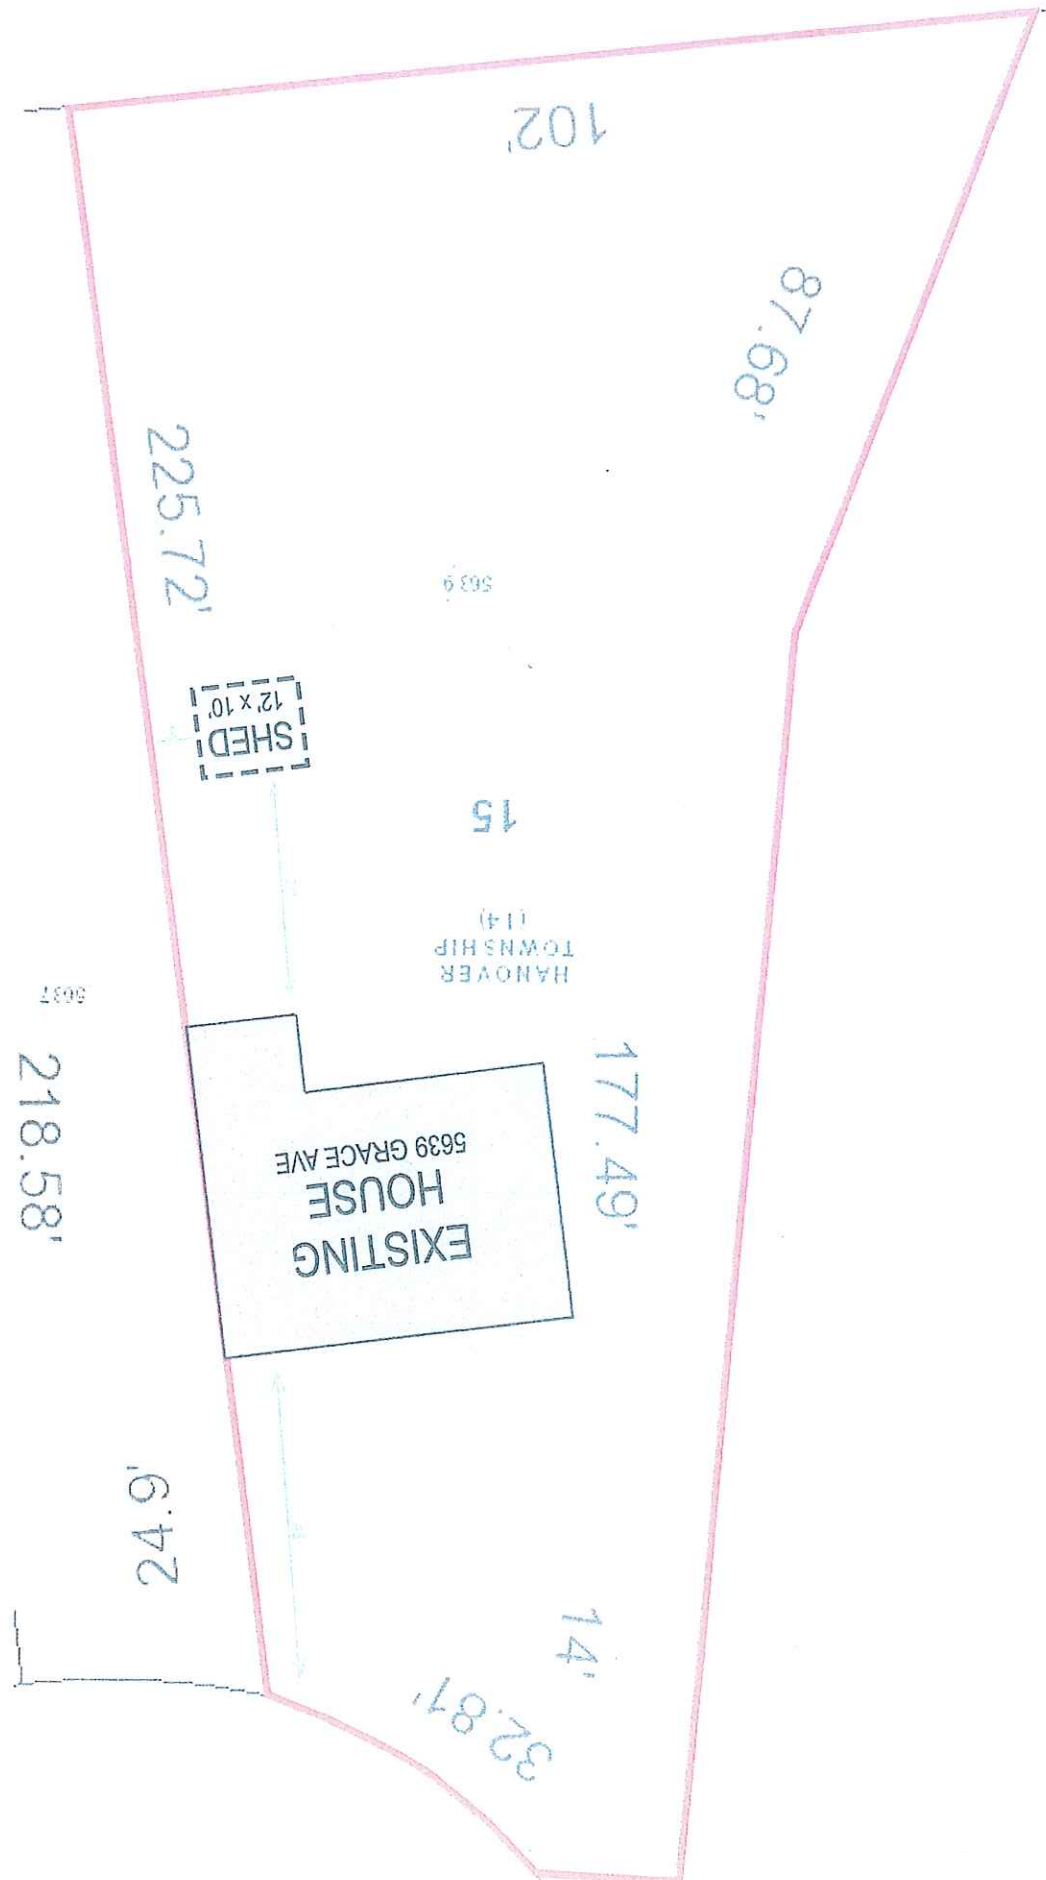 32.81'
14'
24.9'
EXISTING
HOUSE
5639 GRACE AVE
177.49'
218.58'
5637
HANOVER
TOWNSHIP
(14)
15
SHED
12' x 10'
5639
225.72'
87.68'
102'